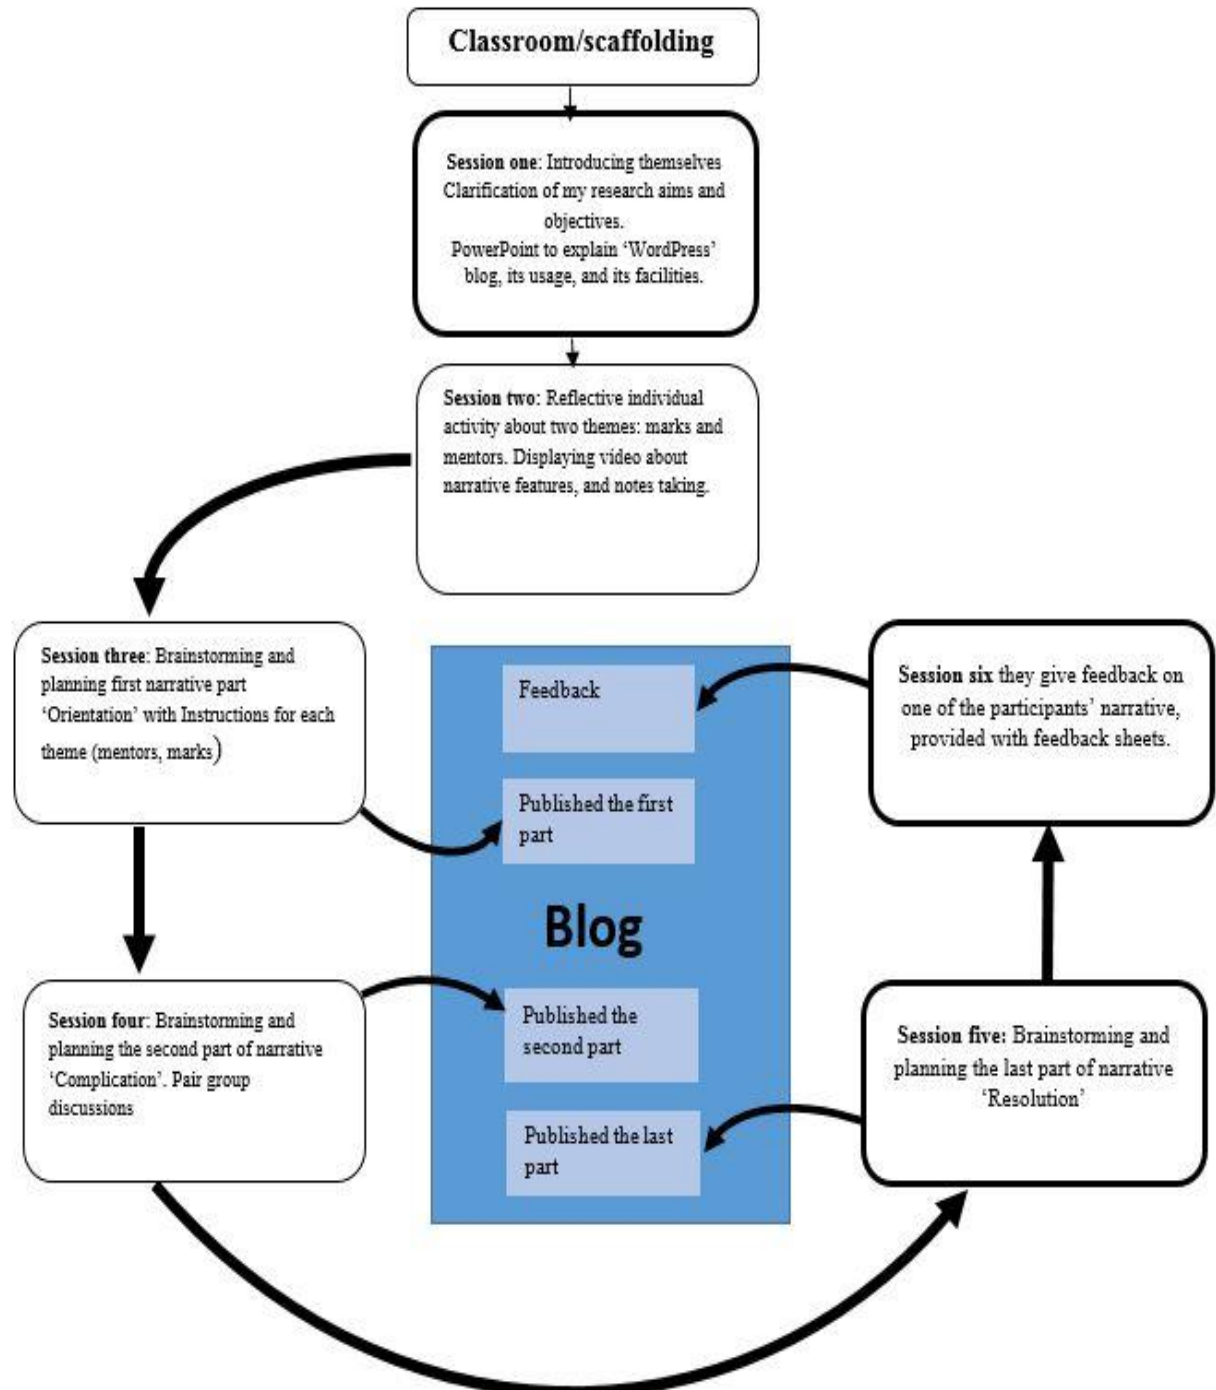 Classroom/scaffolding
Session one: Introducing themselves
Clarification of my research aims and
objectives.
PowerPoint to explain ‘WordPress’
blog, its usage, and its facilities.
Session two: Reflective individual
activity about two themes: marks and
mentors. Displaying video about
narrative features, and notes taking.
Session three: Brainstorming and
planning first narrative part
‘Orientation’ with Instructions for each
theme (mentors, marks)
Session four: Brainstorming and
planning the second part of narrative
‘Complication’. Pair group
discussions
Feedback
Published the first
part
Blog
Published the
second part
Published the last
part
Session six they give feedback on
one of the participants’ narrative,
provided with feedback sheets.
Session five: Brainstorming and
planning the last part of narrative
‘Resolution’